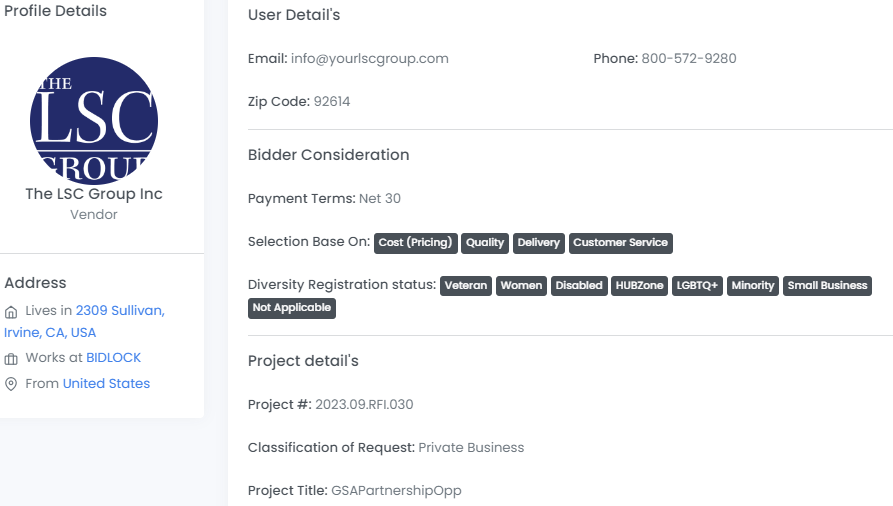 Profile Details
THE
LSC
GROUP
The LSC Group Inc
Vendor
Address
Lives in 2309 Sullivan,
Irvine, CA, USA
Works at BIDLOCK
From United States
User Detail's
Email: info@yourlscgroup.com
Phone: 800-572-9280
Zip Code: 92614
Bidder Consideration
Payment Terms: Net 30
Selection Base On: Cost (Pricing) Quality Delivery Customer Service
Diversity Registration status: Veteran Women Disabled HUBZone LGBTQ+ Minority Small Business
Not Applicable
Project detail's
Project #: 2023.09.RFI.030
Classification of Request: Private Business
Project Title: GSAPartnershipOpp